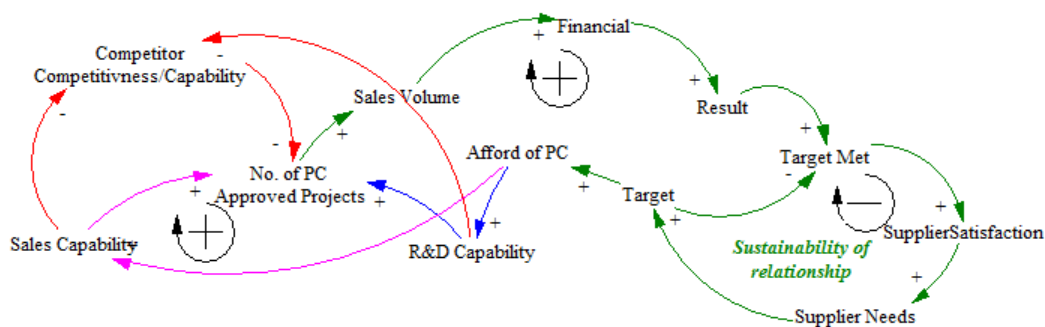 Financial
Competitor
Competitivness/Capability
Sales Volume
Result
No. of PC
Approved Projects
Afford of PC
Target Met
Target
Sales Capability
R&D Capability
SupplierSatisfaction
Sustainability of
relationship
Supplier Needs
+
-
+
-
+
-
+
+
-
+
+
+
+
+
+
+
+
-
+
+
-